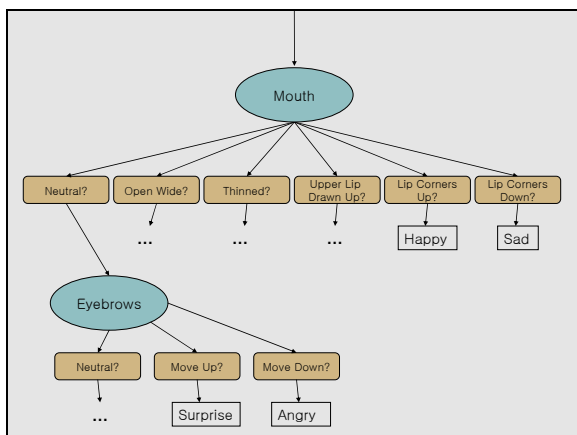 Mouth
Neutral?
Open Wide?
Thinned?
Upper Lip
Drawn Up?
Lip Corners
Up?
Lip Corners
Down?
...
...
...
Happy
Sad
Eyebrows
Neutral?
Move Up?
Move Down?
...
Surprise
Angry